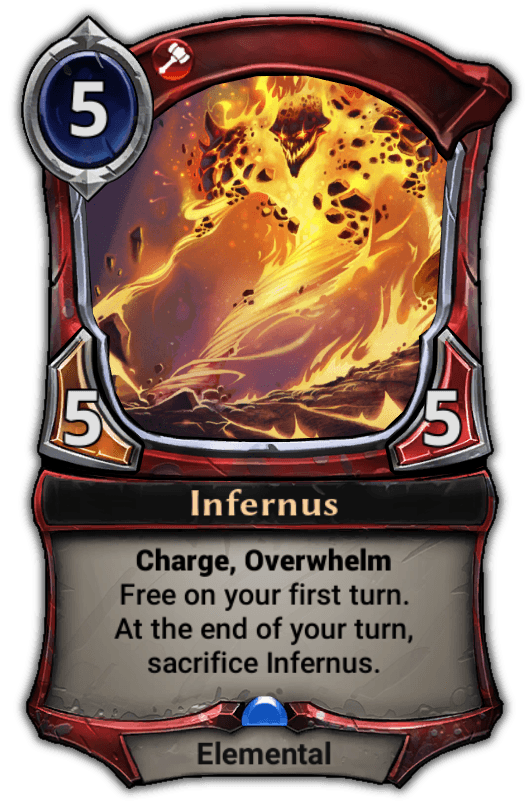 5
5
5
Infernus
Charge, Overwhelm
Free on your first turn.
At the end of your turn,
sacrifice Infernus.
Elemental